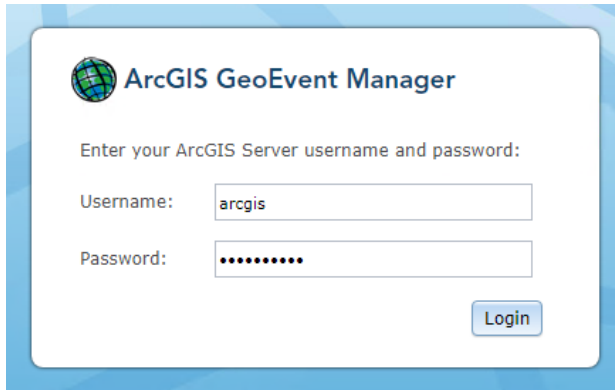 ArcGIS GeoEvent Manager
Enter your ArcGIS Server username and password:
Username: arcgis
Password: ••••••••••
Login